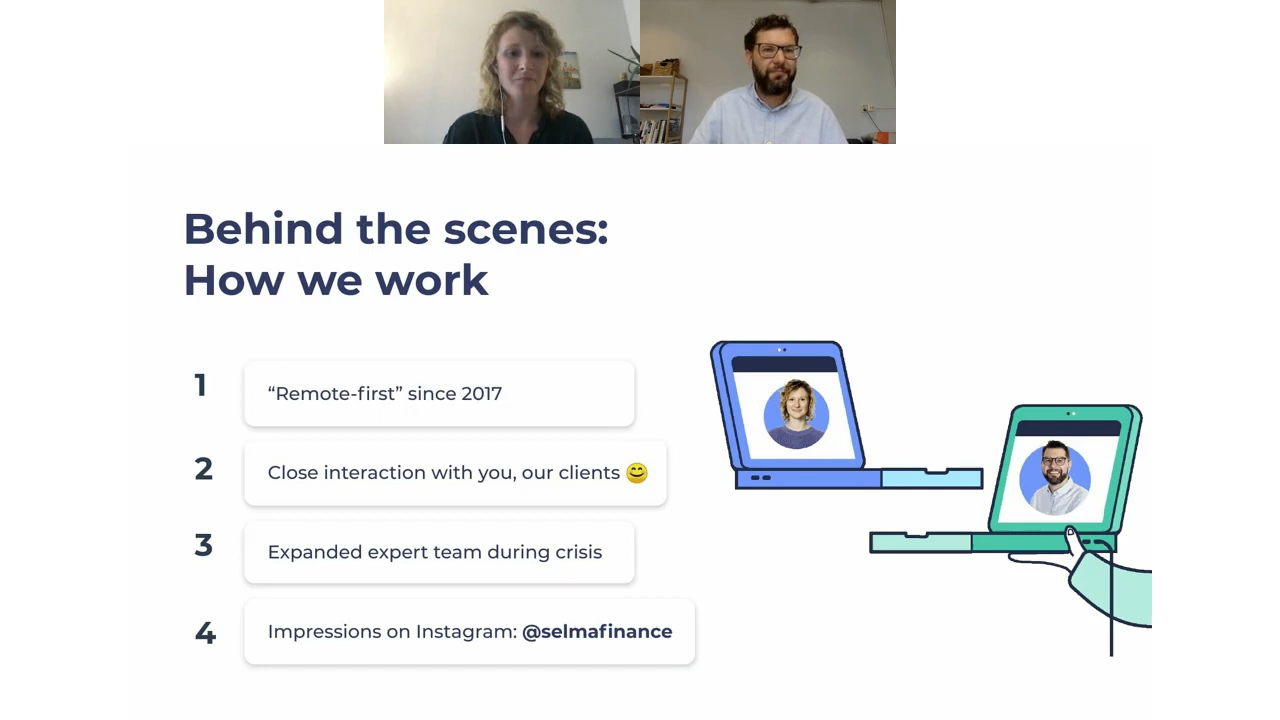 Behind the scenes:
How we work
1
“Remote-first” since 2017
2
Close interaction with you, our clients 😊
3
Expanded expert team during crisis
4
Impressions on Instagram: @selmafinance